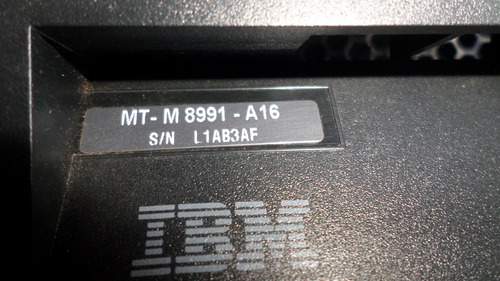 MT- M 8991 - A16
S/N L1AB3AF
IBM